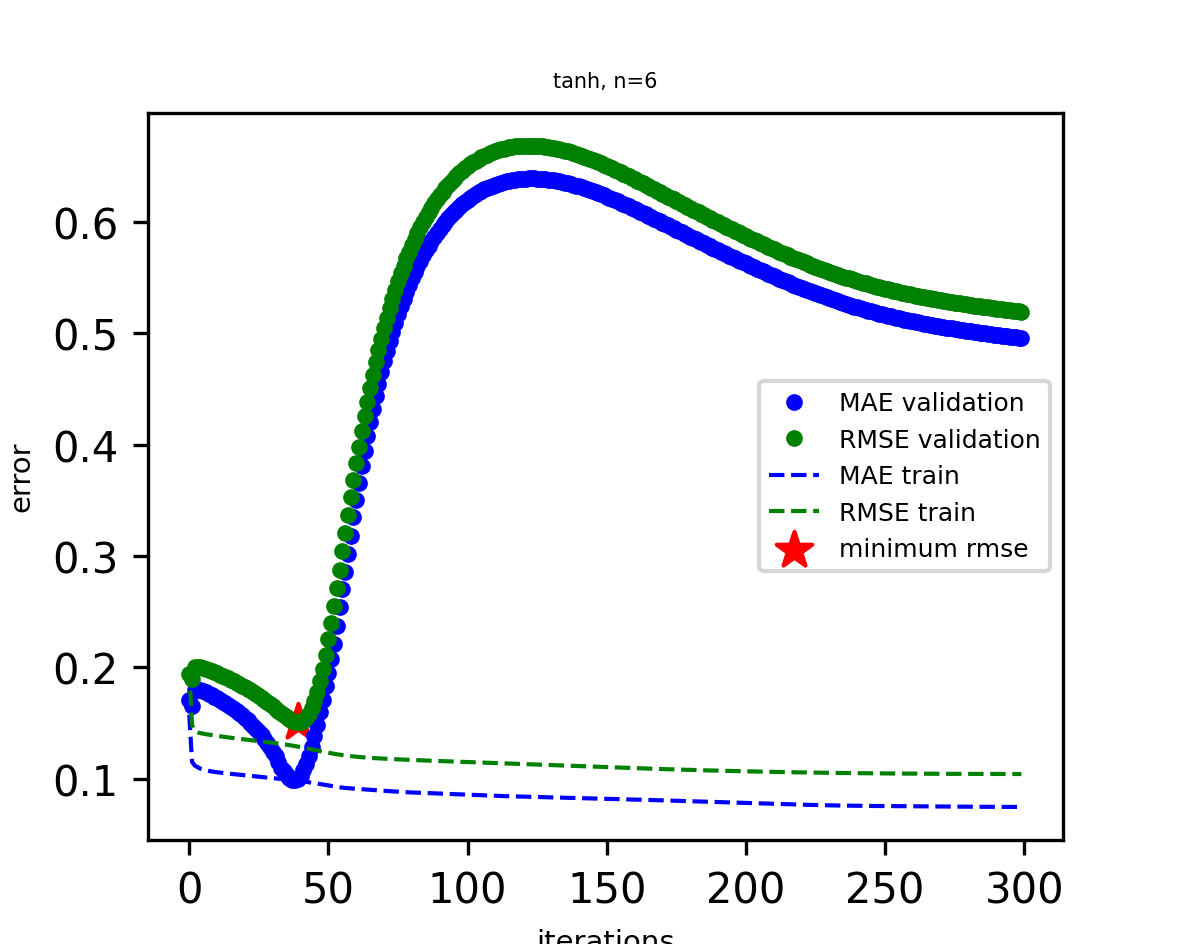 tanh, n=6
error
0.6
0.5
0.4
0.3
0.2
0.1
MAE validation
RMSE validation
MAE train
RMSE train
minimum rmse
0 50 100 150 200 250 300
iterations